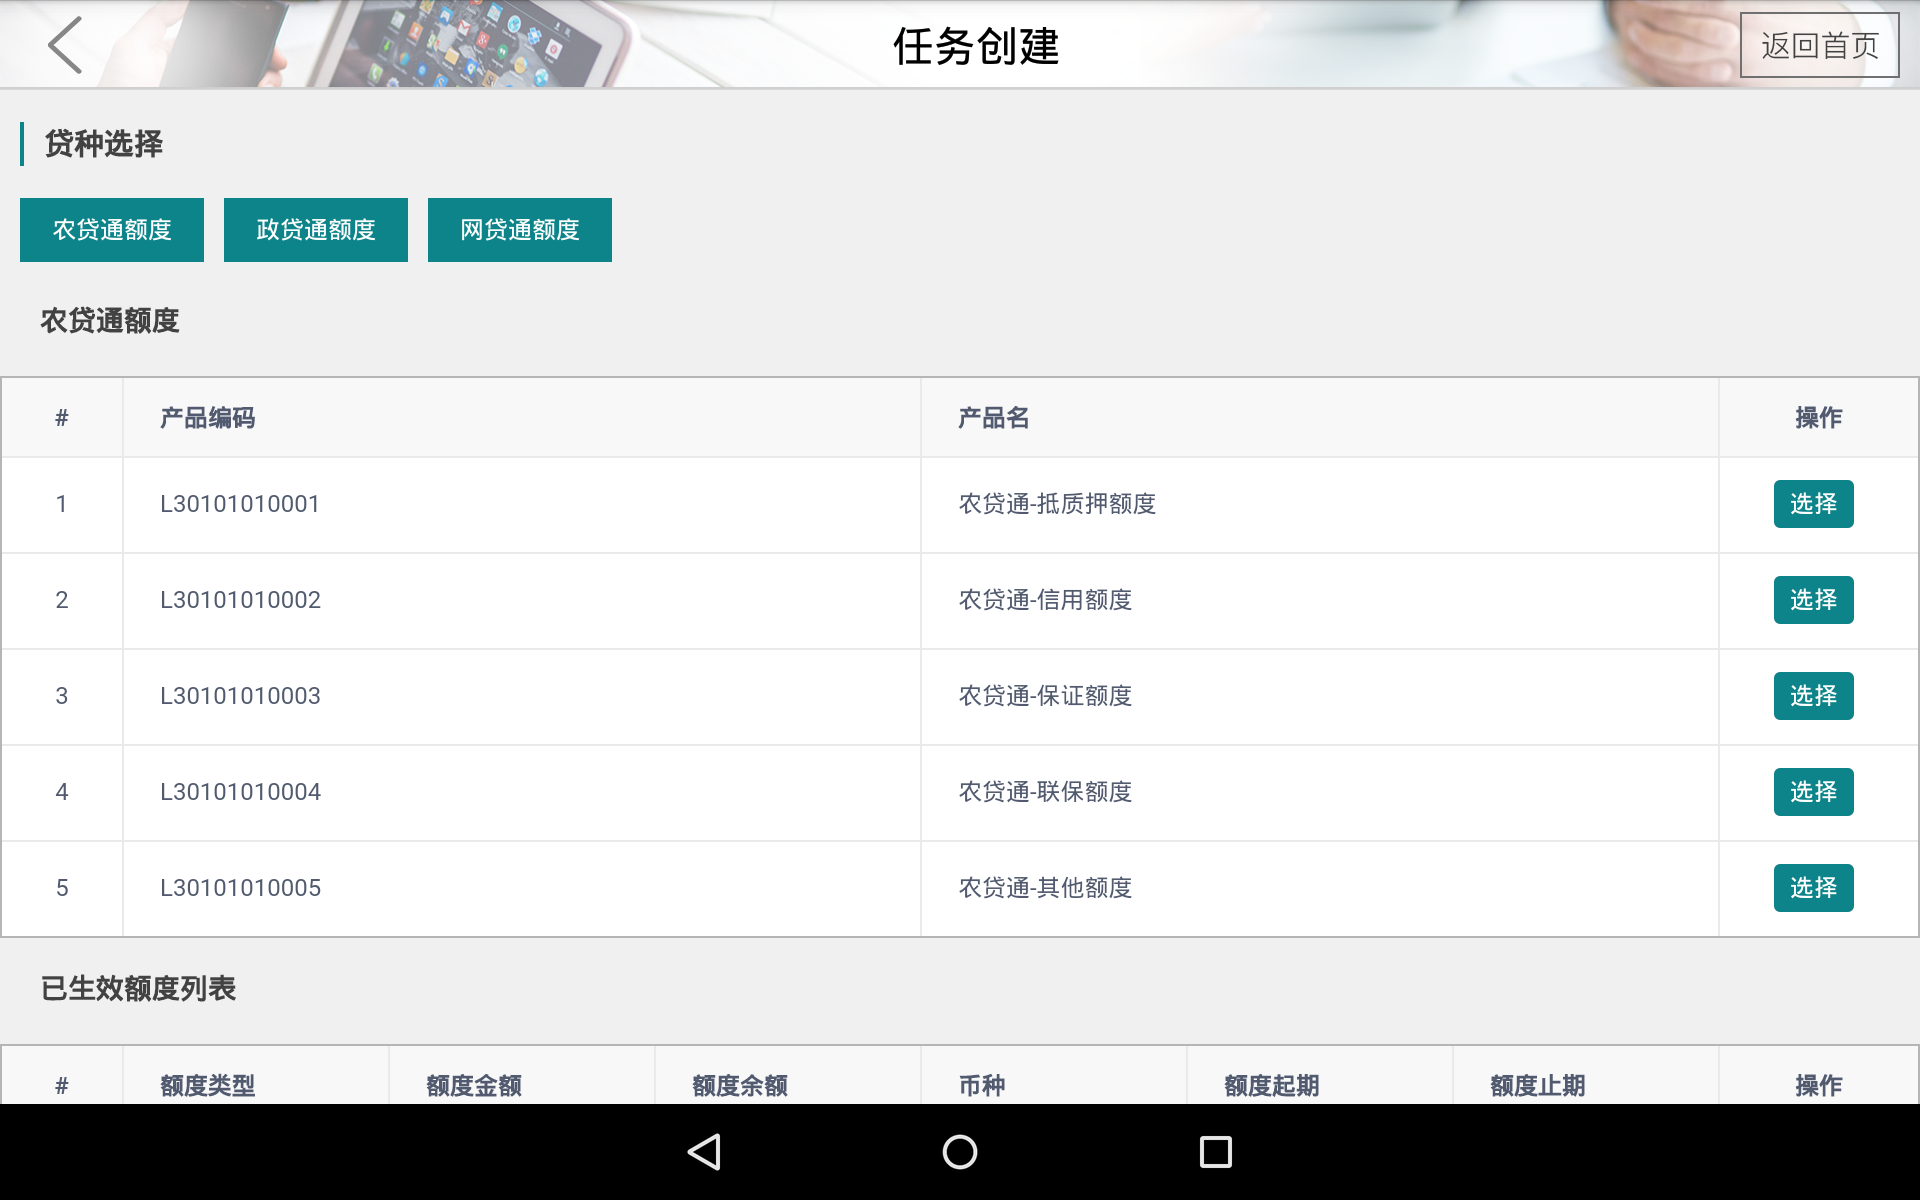 任务创建
返回首页
贷种选择
农贷通额度 政贷通额度 网贷通额度
农贷通额度
# 产品编码 产品名 操作
1 L30101010001 农贷通-抵质押额度 选择
2 L30101010002 农贷通-信用额度 选择
3 L30101010003 农贷通-保证额度 选择
4 L30101010004 农贷通-联保额度 选择
5 L30101010005 农贷通-其他额度 选择
已生效额度列表
# 额度类型 额度金额 额度余额 币种 额度起期 额度止期 操作